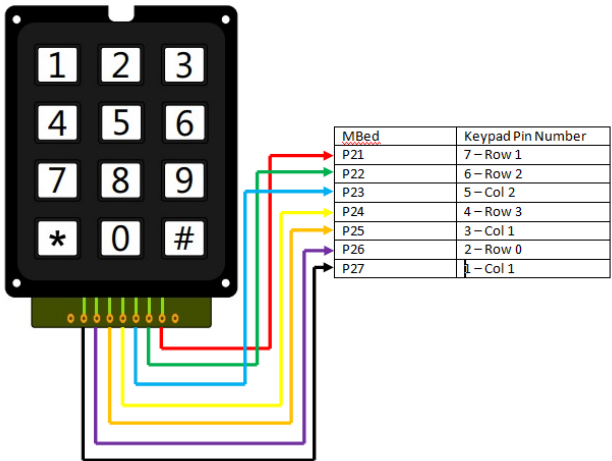 1 2 3
4 5 6
7 8 9
* 0 #
MBed Keypad Pin Number
P21 7 – Row 1
P22 6 – Row 2
P23 5 – Col 2
P24 4 – Row 3
P25 3 – Col 1
P26 2 – Row 0
P27 1 – Col 1